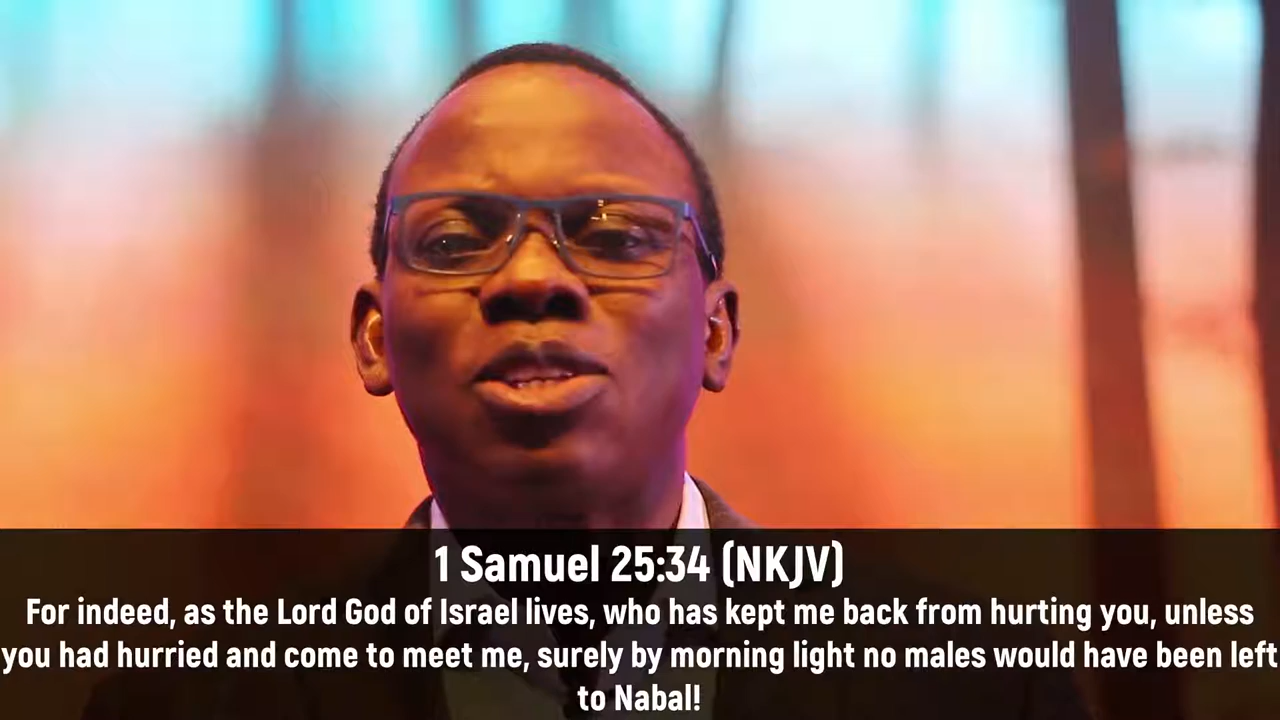 1 Samuel 25:34 (NKJV)
For indeed, as the Lord God of Israel lives, who has kept me back from hurting you, unless
you had hurried and come to meet me, surely by morning light no males would have been left
to Nabal!